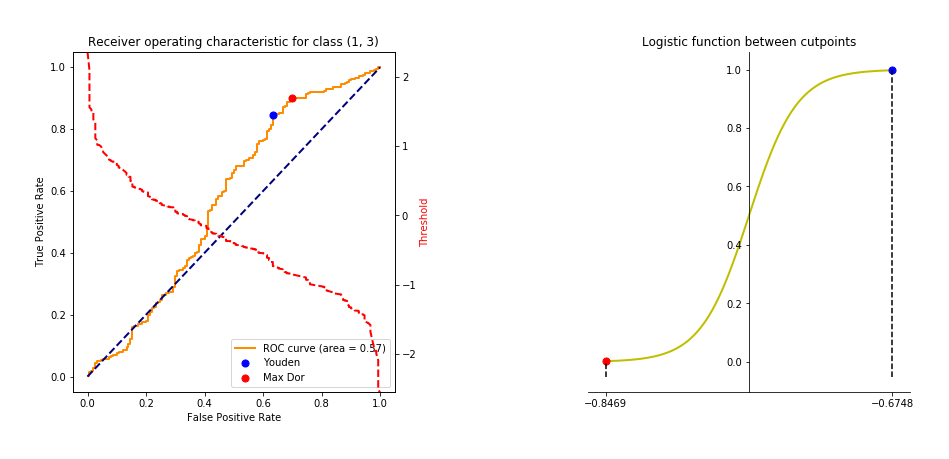 Receiver operating characteristic for class (1, 3)
1.0
0.8
0.6
0.4
0.2
0.0
True Positive Rate
0.0 0.2 0.4 0.6 0.8 1.0
False Positive Rate
2
1
0
−1
−2
Threshold
ROC curve (area = 0.57)
Youden
Max Dor
Logistic function between cutpoints
1.0
0.8
0.6
0.4
0.2
0.0
−0.8469 −0.6748